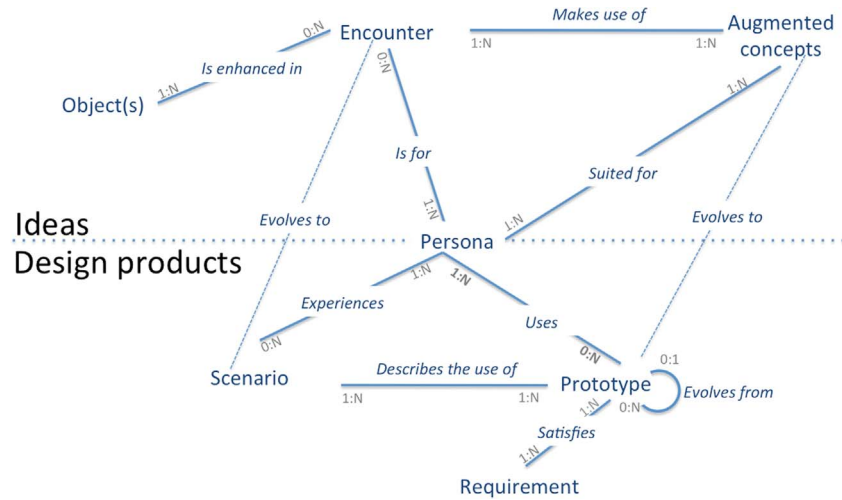 Makes use of
Augmented
concepts
Encounter
0:N
1:N
1:N
Is enhanced in
0:N
1:N
1:N
Object(s)
Is for
Suited for
1:N
1:N
Ideas
Evolves to
Evolves to
Persona
Design products
1:N
1:N
Experiences
Uses
0:N
0:N
0:1
Scenario
Describes the use of
Prototype
Evolves from
1:N
1:N
1:N
0:N
Satisfies
1:N
Requirement